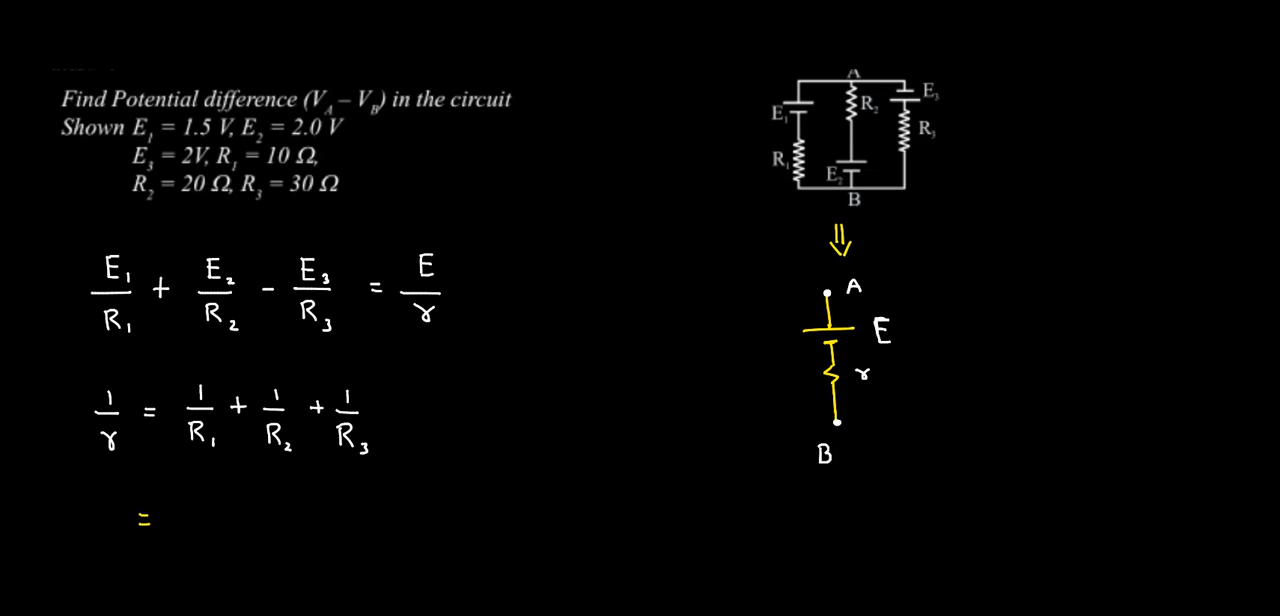 Find Potential difference (V_A – V_B) in the circuit
Shown E_1 = 1.5 V, E_2 = 2.0 V
E_3 = 2V, R_1 = 10 Ω,
R_2 = 20 Ω, R_3 = 30 Ω
E_1/R_1 + E_2/R_2 - E_3/R_3 = E/r
1/r = 1/R_1 + 1/R_2 + 1/R_3
=
A
E_1
R_2
E_3
R_3
R_1
E_2
B
⇓
A
E
r
B